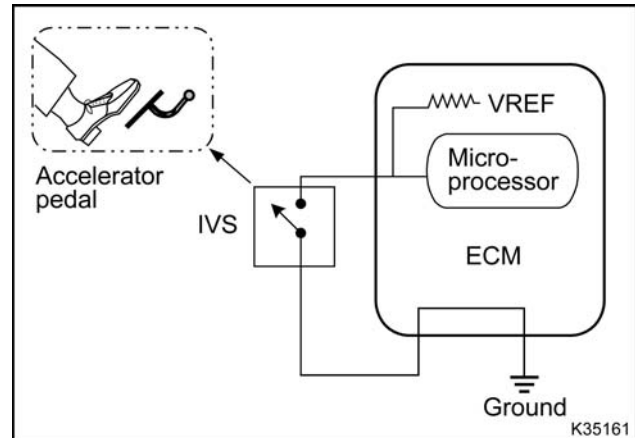 VREF
Micro-
processor
Accelerator
pedal
IVS
ECM
Ground
K35161